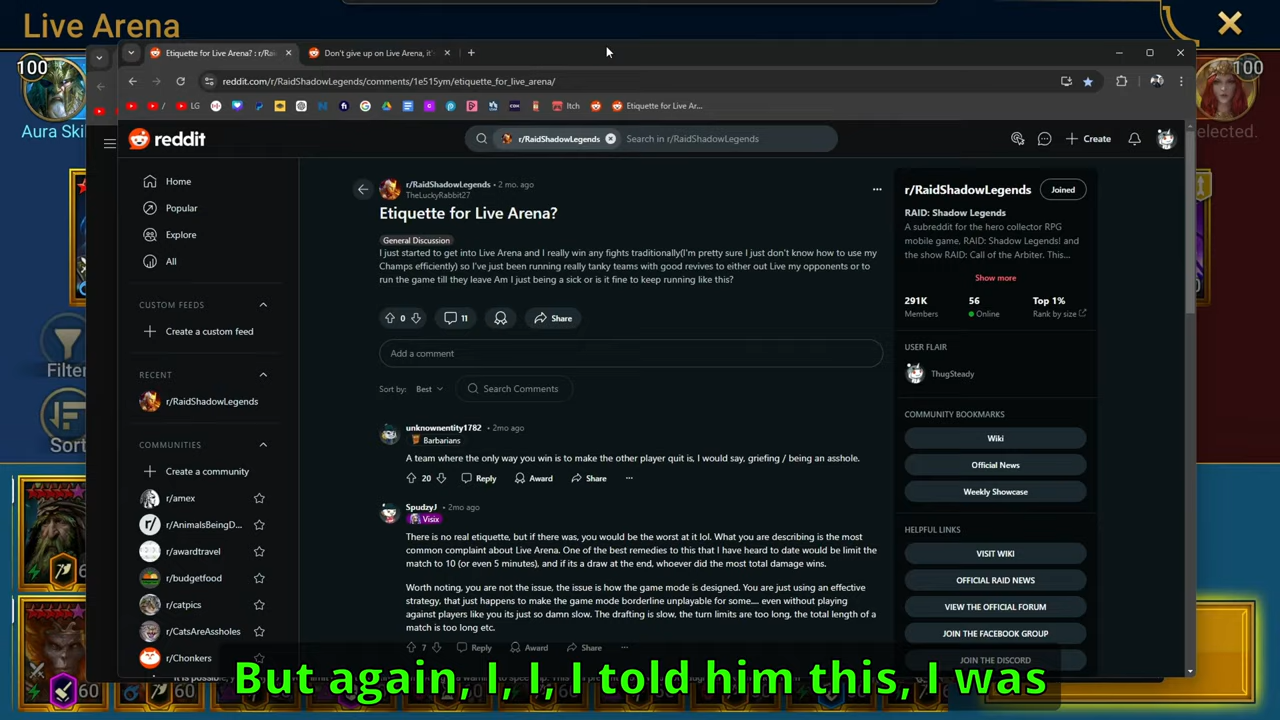 Live Arena
100
Aura Ski
Filter
Sort
100
elected.
Etiquette for Live Arena? : r/Rai
Don't give up on Live Arena, it'
reddit.com/r/RaidShadowLegends/comments/1e515ym/etiquette_for_live_arena/
LG
Itch
Etiquette for Live Ar...
reddit
r/RaidShadowLegends
Search in r/RaidShadowLegends
Create
Home
Popular
Explore
All
CUSTOM FEEDS
Create a custom feed
RECENT
r/RaidShadowLegends
COMMUNITIES
Create a community
r/amex
r/AnimalsBeingD...
r/awardtravel
r/budgetfood
r/catpics
r/CatsAreAssholes
r/Chonkers
r/RaidShadowLegends • 2 mo. ago
TheLuckyRabbit27
Etiquette for Live Arena?
General Discussion
I just started to get into Live Arena and I really win any fights traditionally(I'm pretty sure I just don't know how to use my
Champs efficiently) so I've just been running really tanky teams with good revives to either out Live my opponents or to
run the game till they leave Am I just being a sick or is it fine to keep running like this?
0
11
Share
Add a comment
Sort by: Best
Search Comments
unknownentity1782 • 2mo ago
Barbarians
A team where the only way you win is to make the other player quit is, I would say, griefing / being an asshole.
20 Reply Award Share ...
SpudzyJ • 2mo ago
Visix
There is no real etiquette, but if there was, you would be the worst at it lol. What you are describing is the most
common complaint about Live Arena. One of the best remedies to this that I have heard to date would be limit the
match to 10 (or even 5 minutes), and if its a draw at the end, whoever did the most total damage wins.
Worth noting, you are not the issue, the issue is how the game mode is designed. You are just using an effective
strategy, that just happens to make the game mode borderline unplayable for some.... even without playing
against players like you its just so damn slow. The drafting is slow, the turn limits are too long, the total length of a
match is too long etc.
7 Reply Award Share ...
r/RaidShadowLegends
Joined
RAID: Shadow Legends
A subreddit for the hero collector RPG
mobile game, RAID: Shadow Legends! and
the show RAID: Call of the Arbiter. This...
Show more
291K 56 Top 1%
Members Online Rank by size
USER FLAIR
ThugSteady
COMMUNITY BOOKMARKS
Wiki
Official News
Weekly Showcase
HELPFUL LINKS
VISIT WIKI
OFFICIAL RAID NEWS
VIEW THE OFFICIAL FORUM
JOIN THE FACEBOOK GROUP
JOIN THE DISCORD
60
60
60
60
But again, I, I, I told him this, I was